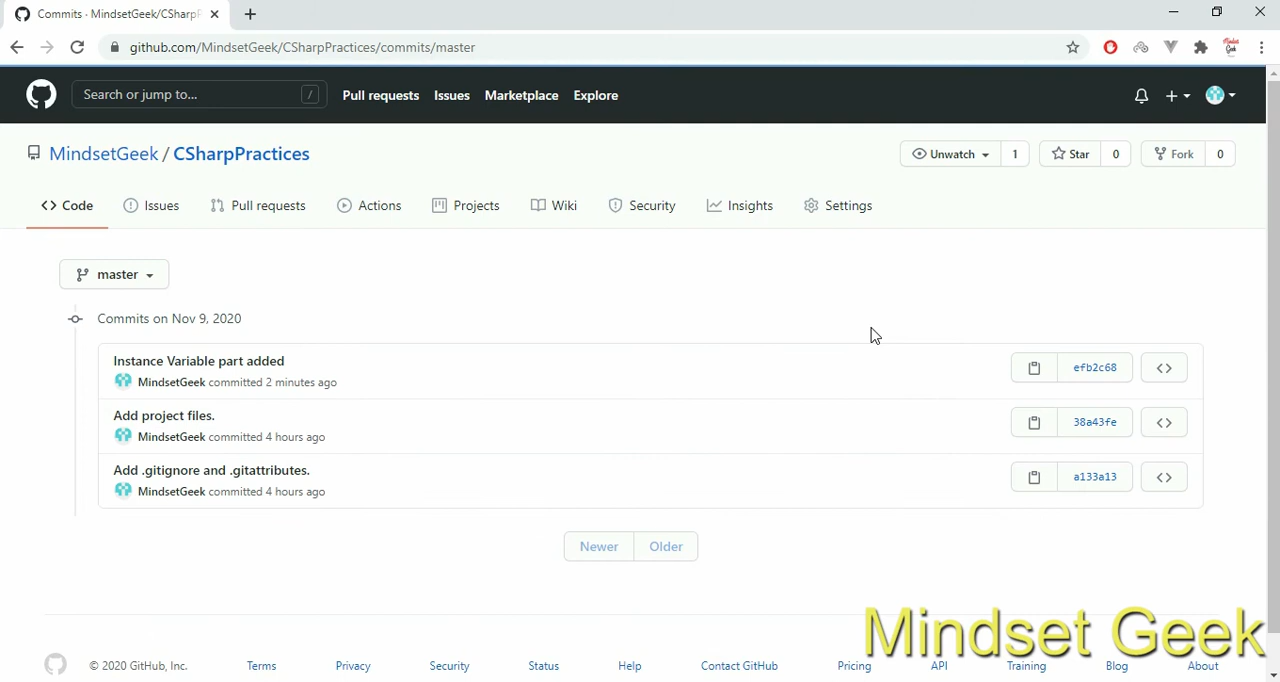 Commits · MindsetGeek/CSharpP
github.com/MindsetGeek/CSharpPractices/commits/master
Search or jump to... /
Pull requests Issues Marketplace Explore
MindsetGeek / CSharpPractices
Unwatch 1 Star 0 Fork 0
<> Code Issues Pull requests Actions Projects Wiki Security Insights Settings
master
Commits on Nov 9, 2020
Instance Variable part added
MindsetGeek committed 2 minutes ago
efb2c68 <>
Add project files.
MindsetGeek committed 4 hours ago
38a43fe <>
Add .gitignore and .gitattributes.
MindsetGeek committed 4 hours ago
a133a13 <>
Newer Older
Mindset Geek
© 2020 GitHub, Inc. Terms Privacy Security Status Help Contact GitHub Pricing API Training Blog About